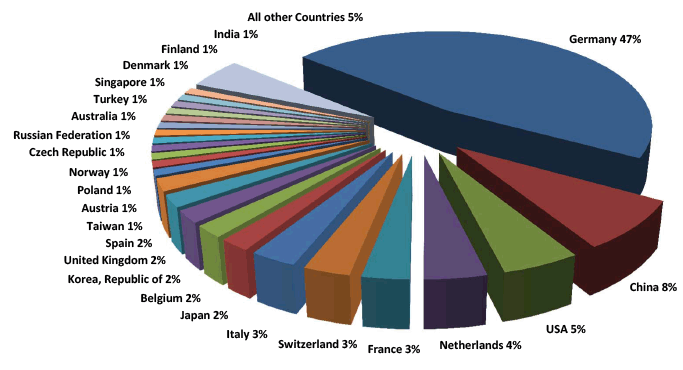 All other Countries 5%
India 1%
Finland 1%
Denmark 1%
Singapore 1%
Turkey 1%
Australia 1%
Russian Federation 1%
Czech Republic 1%
Norway 1%
Poland 1%
Austria 1%
Taiwan 1%
Spain 2%
United Kingdom 2%
Korea, Republic of 2%
Belgium 2%
Japan 2%
Italy 3%
Switzerland 3%
France 3%
Netherlands 4%
USA 5%
China 8%
Germany 47%